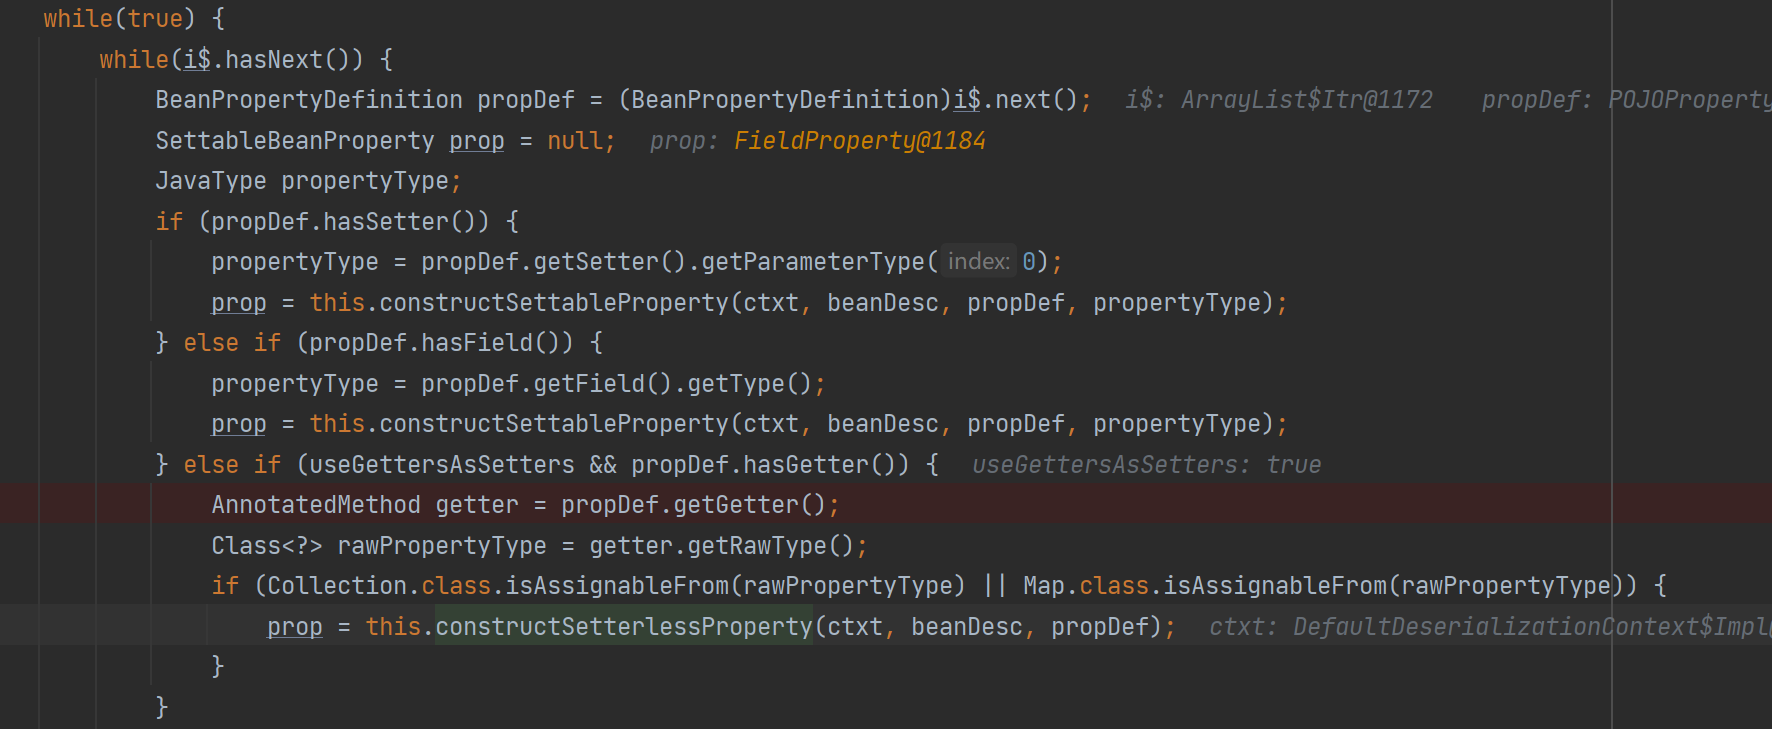 while(true) {
while(i$.hasNext()) {
BeanPropertyDefinition propDef = (BeanPropertyDefinition)i$.next(); i$: ArrayList$Itr@1172 propDef: POJOProperty
SettableBeanProperty prop = null; prop: FieldProperty@1184
JavaType propertyType;
if (propDef.hasSetter()) {
propertyType = propDef.getSetter().getParameterType( index: 0);
prop = this.constructSettableProperty(ctxt, beanDesc, propDef, propertyType);
} else if (propDef.hasField()) {
propertyType = propDef.getField().getType();
prop = this.constructSettableProperty(ctxt, beanDesc, propDef, propertyType);
} else if (useGettersAsSetters && propDef.hasGetter()) { useGettersAsSetters: true
AnnotatedMethod getter = propDef.getGetter();
Class<?> rawPropertyType = getter.getRawType();
if (Collection.class.isAssignableFrom(rawPropertyType) || Map.class.isAssignableFrom(rawPropertyType)) {
prop = this.constructSetterlessProperty(ctxt, beanDesc, propDef); ctxt: DefaultDeserializationContext$Impl@
}
}